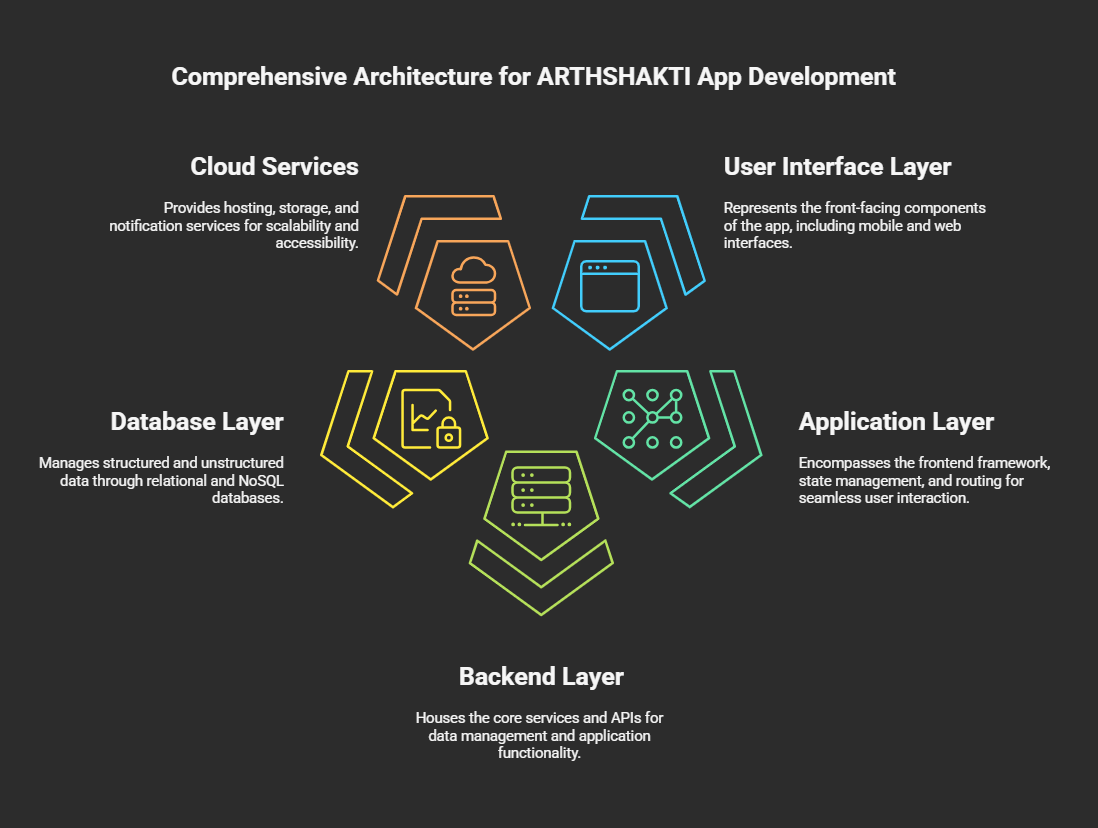 Comprehensive Architecture for ARTHSHAKTI App Development
Cloud Services
Provides hosting, storage, and
notification services for scalability and
accessibility.
User Interface Layer
Represents the front-facing components
of the app, including mobile and web
interfaces.
Database Layer
Manages structured and unstructured
data through relational and NoSQL
databases.
Application Layer
Encompasses the frontend framework,
state management, and routing for
seamless user interaction.
Backend Layer
Houses the core services and APIs for
data management and application
functionality.